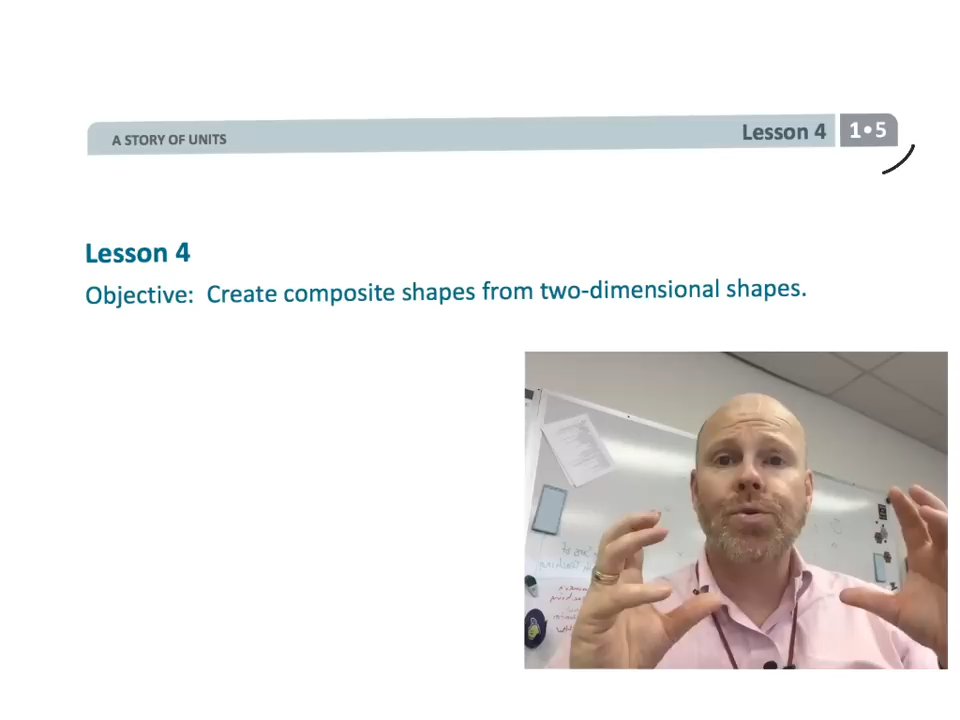 A STORY OF UNITS
Lesson 4
1•5
Lesson 4
Objective: Create composite shapes from two-dimensional shapes.